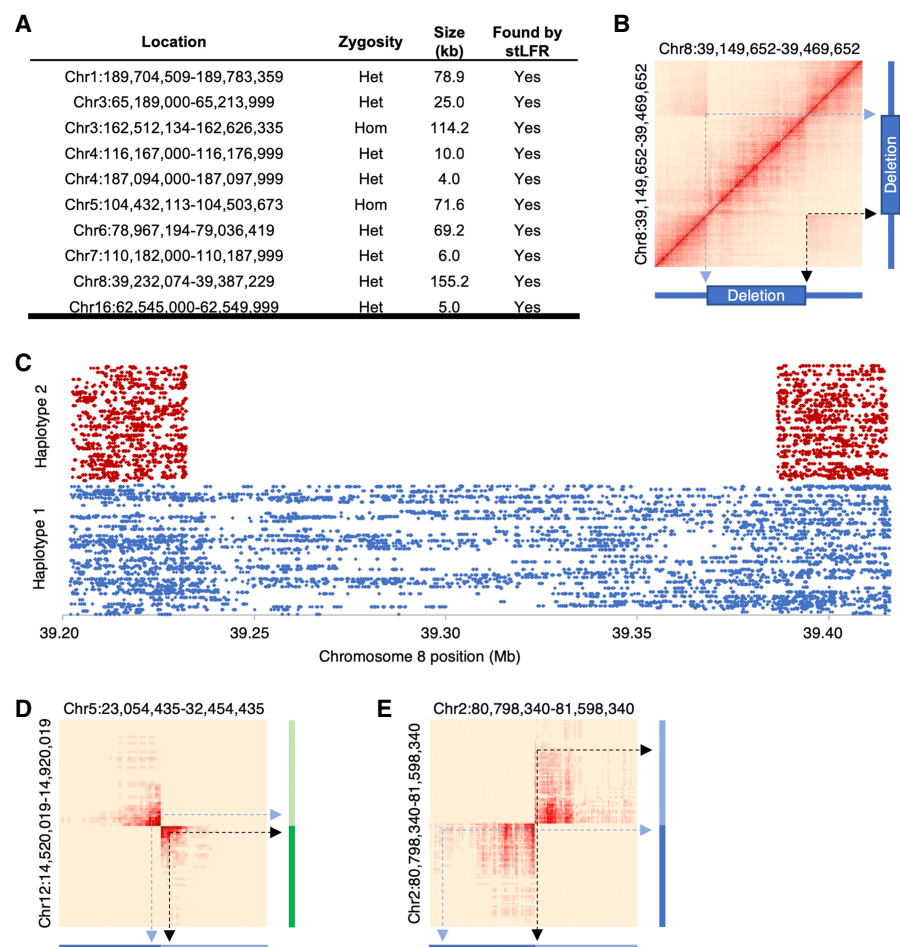 A
Location Zygosity Size (kb) Found by stLFR
Chr1:189,704,509-189,783,359 Het 78.9 Yes
Chr3:65,189,000-65,213,999 Het 25.0 Yes
Chr3:162,512,134-162,626,335 Hom 114.2 Yes
Chr4:116,167,000-116,176,999 Het 10.0 Yes
Chr4:187,094,000-187,097,999 Het 4.0 Yes
Chr5:104,432,113-104,503,673 Hom 71.6 Yes
Chr6:78,967,194-79,036,419 Het 69.2 Yes
Chr7:110,182,000-110,187,999 Het 6.0 Yes
Chr8:39,232,074-39,387,229 Het 155.2 Yes
Chr16:62,545,000-62,549,999 Het 5.0 Yes
B
Chr8:39,149,652-39,469,652
Chr8:39,149,652-39,469,652
Deletion
Deletion
C
Haplotype 2
Haplotype 1
39.20 39.25 39.30 39.35 39.40
Chromosome 8 position (Mb)
D
Chr5:23,054,435-32,454,435
Chr12:14,520,019-14,920,019
E
Chr2:80,798,340-81,598,340
Chr2:80,798,340-81,598,340